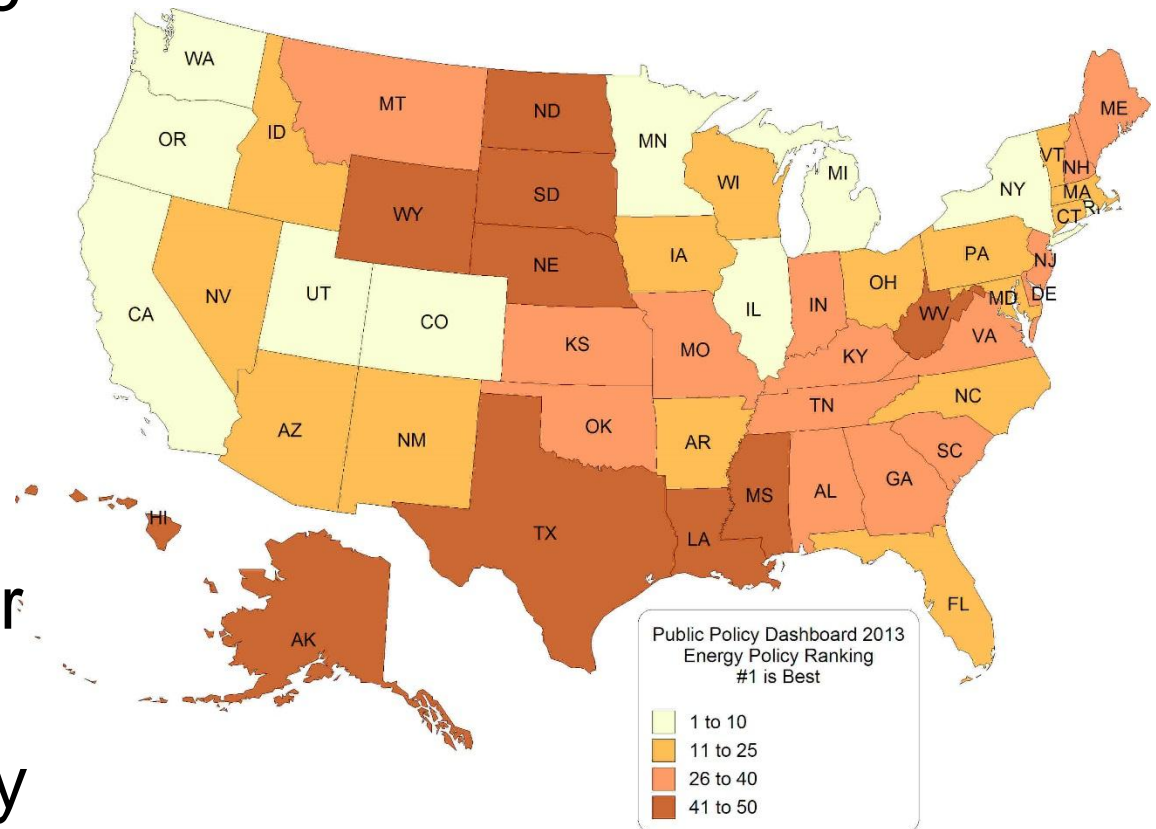 WA
MT
ND
MN
ME
OR
ID
VT
NH
WI
MI
NY
MA
RI
CT
SD
WY
IA
PA
NE
NJ
NV
UT
OH
MD
DE
CO
IL
IN
WV
CA
VA
KS
MO
KY
NC
TN
AZ
NM
OK
AR
SC
MS
AL
GA
HI
TX
LA
FL
r
AK
y
Public Policy Dashboard 2013
Energy Policy Ranking
#1 is Best
1 to 10
11 to 25
26 to 40
41 to 50